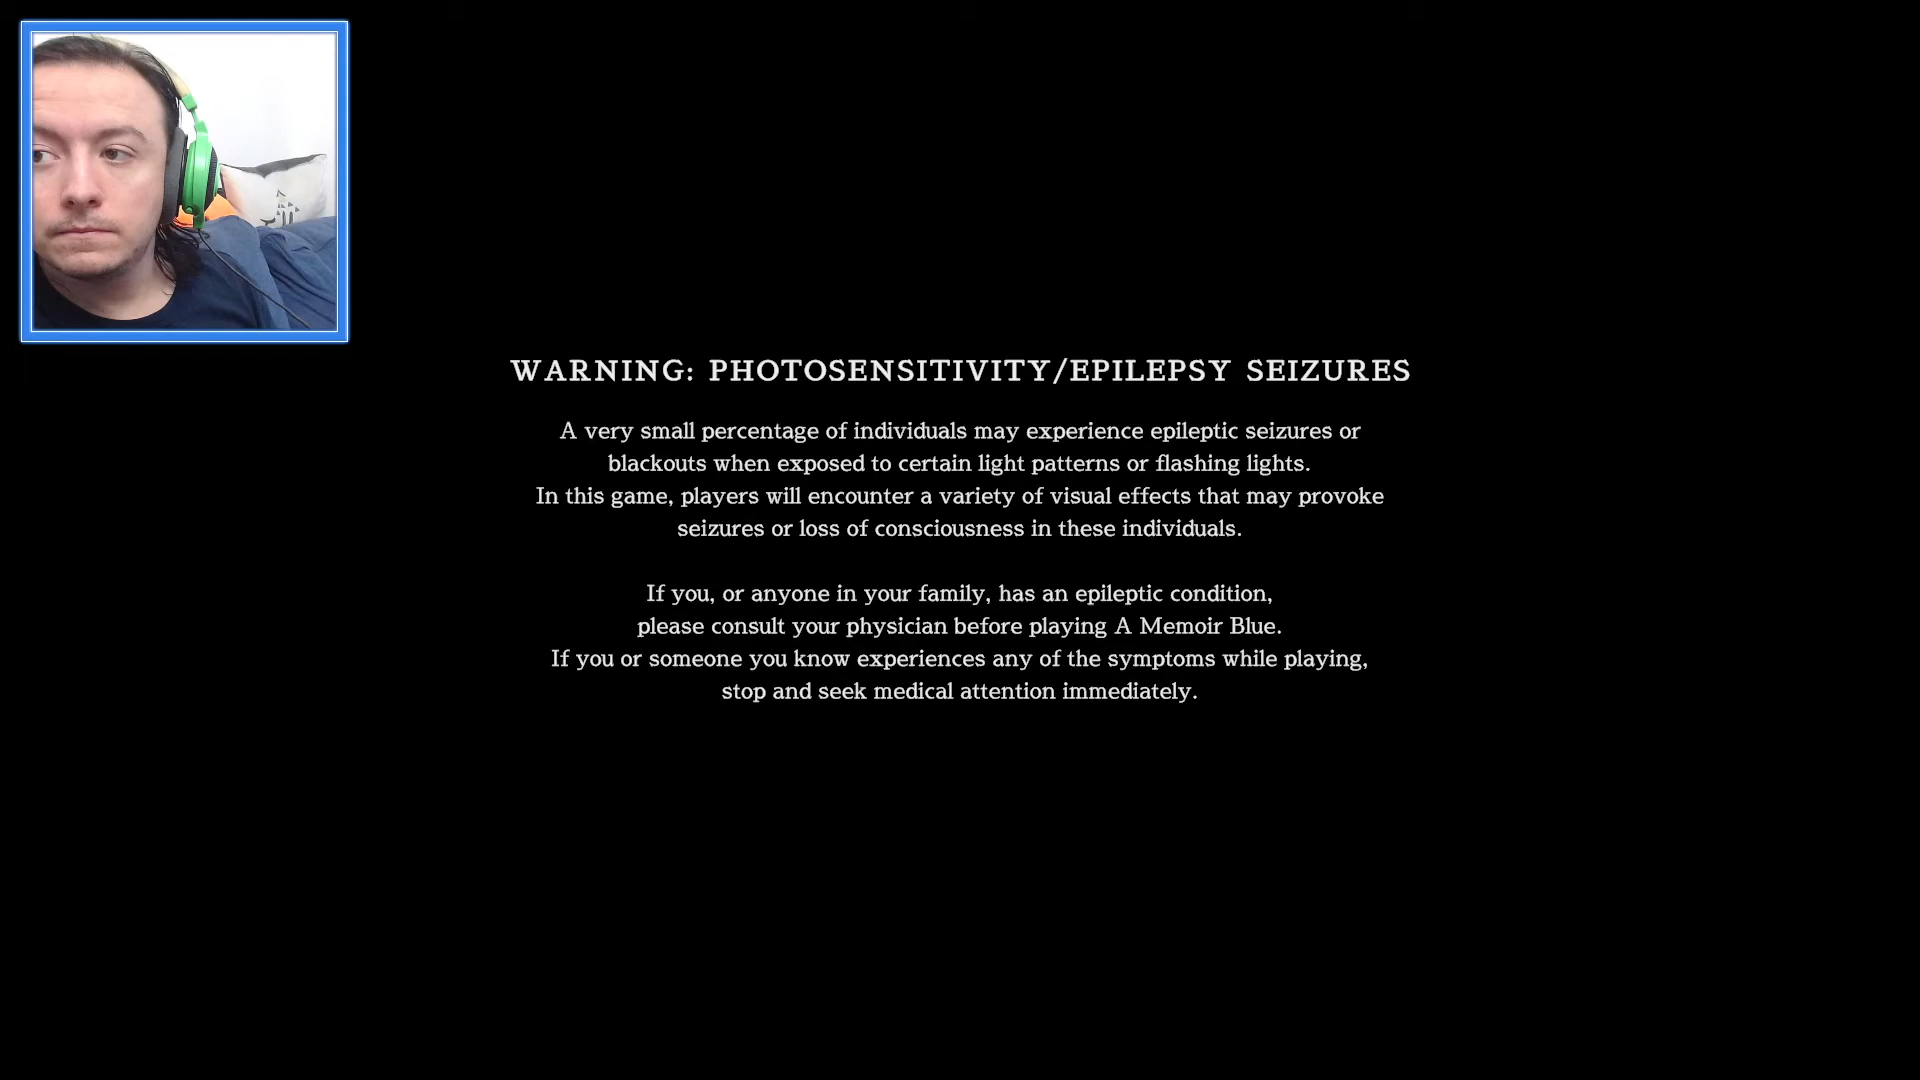 WARNING: PHOTOSENSITIVITY/EPILEPSY SEIZURES
A very small percentage of individuals may experience epileptic seizures or
blackouts when exposed to certain light patterns or flashing lights.
In this game, players will encounter a variety of visual effects that may provoke
seizures or loss of consciousness in these individuals.
If you, or anyone in your family, has an epileptic condition,
please consult your physician before playing A Memoir Blue.
If you or someone you know experiences any of the symptoms while playing,
stop and seek medical attention immediately.